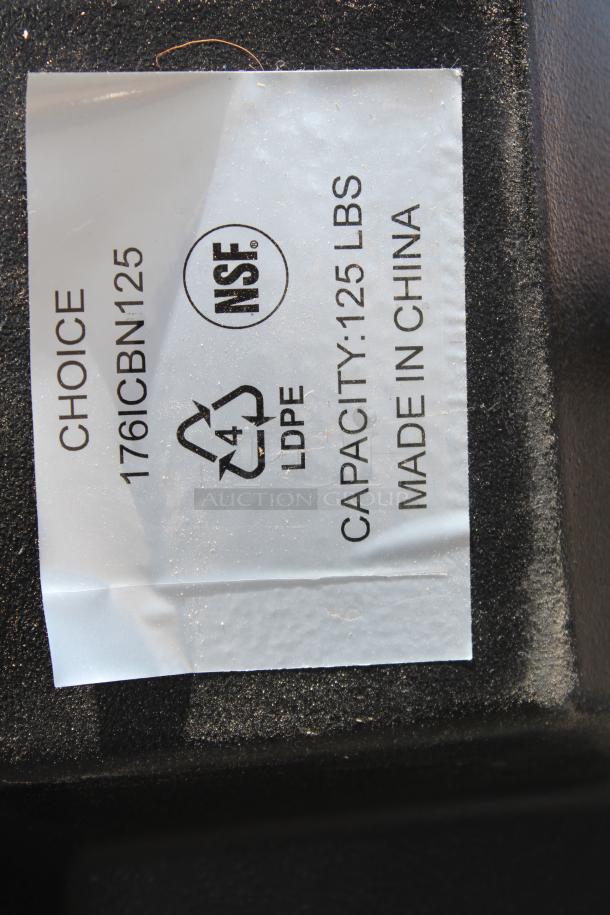 CHOICE
176ICBN125
4
LDPE
NSF®
CAPACITY:125 LBS
MADE IN CHINA
AUCTION GROUP